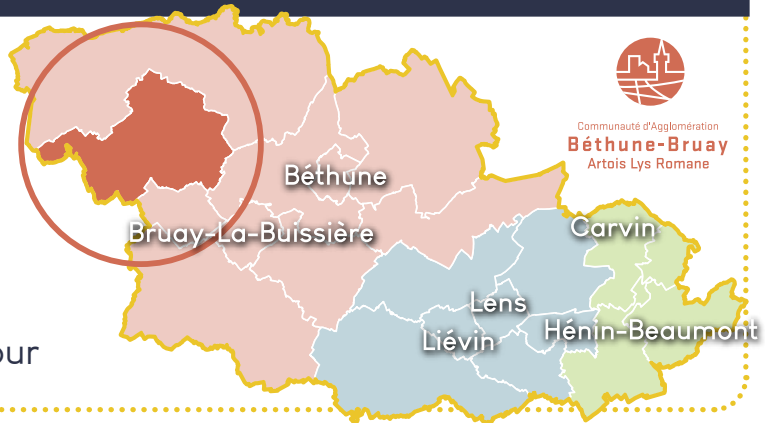 Communauté d'Agglomération
Béthune-Bruay
Artois Lys Romane
Béthune
Bruay-La-Buissière
Carvin
Lens
Hénin-Beaumont
Liévin
our